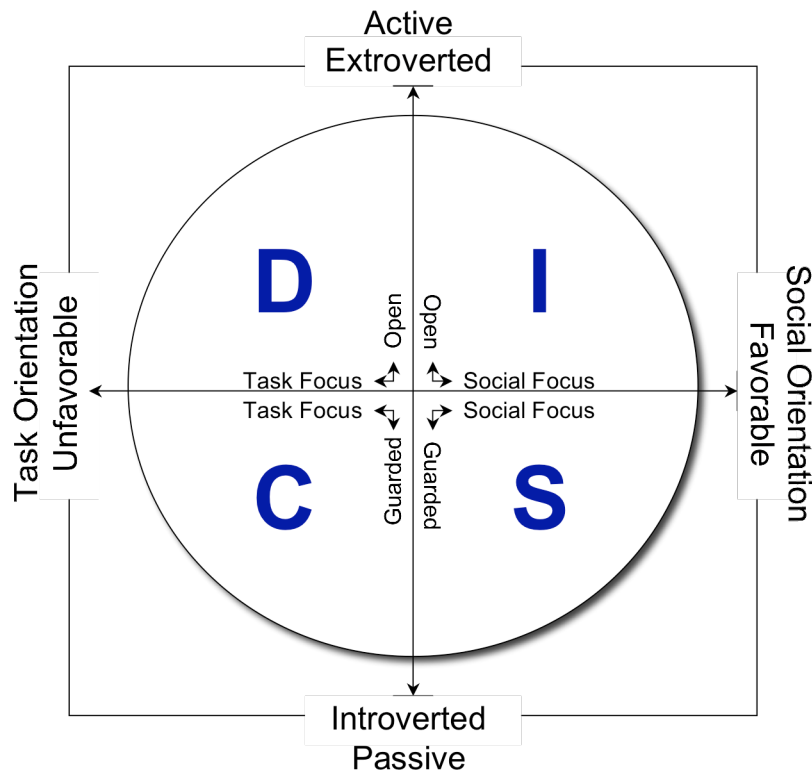 Active
Extroverted
D
I
Open
Open
Task Orientation
Unfavorable
Social Orientation
Favorable
Task Focus
Social Focus
Task Focus
Social Focus
Guarded
Guarded
C
S
Introverted
Passive